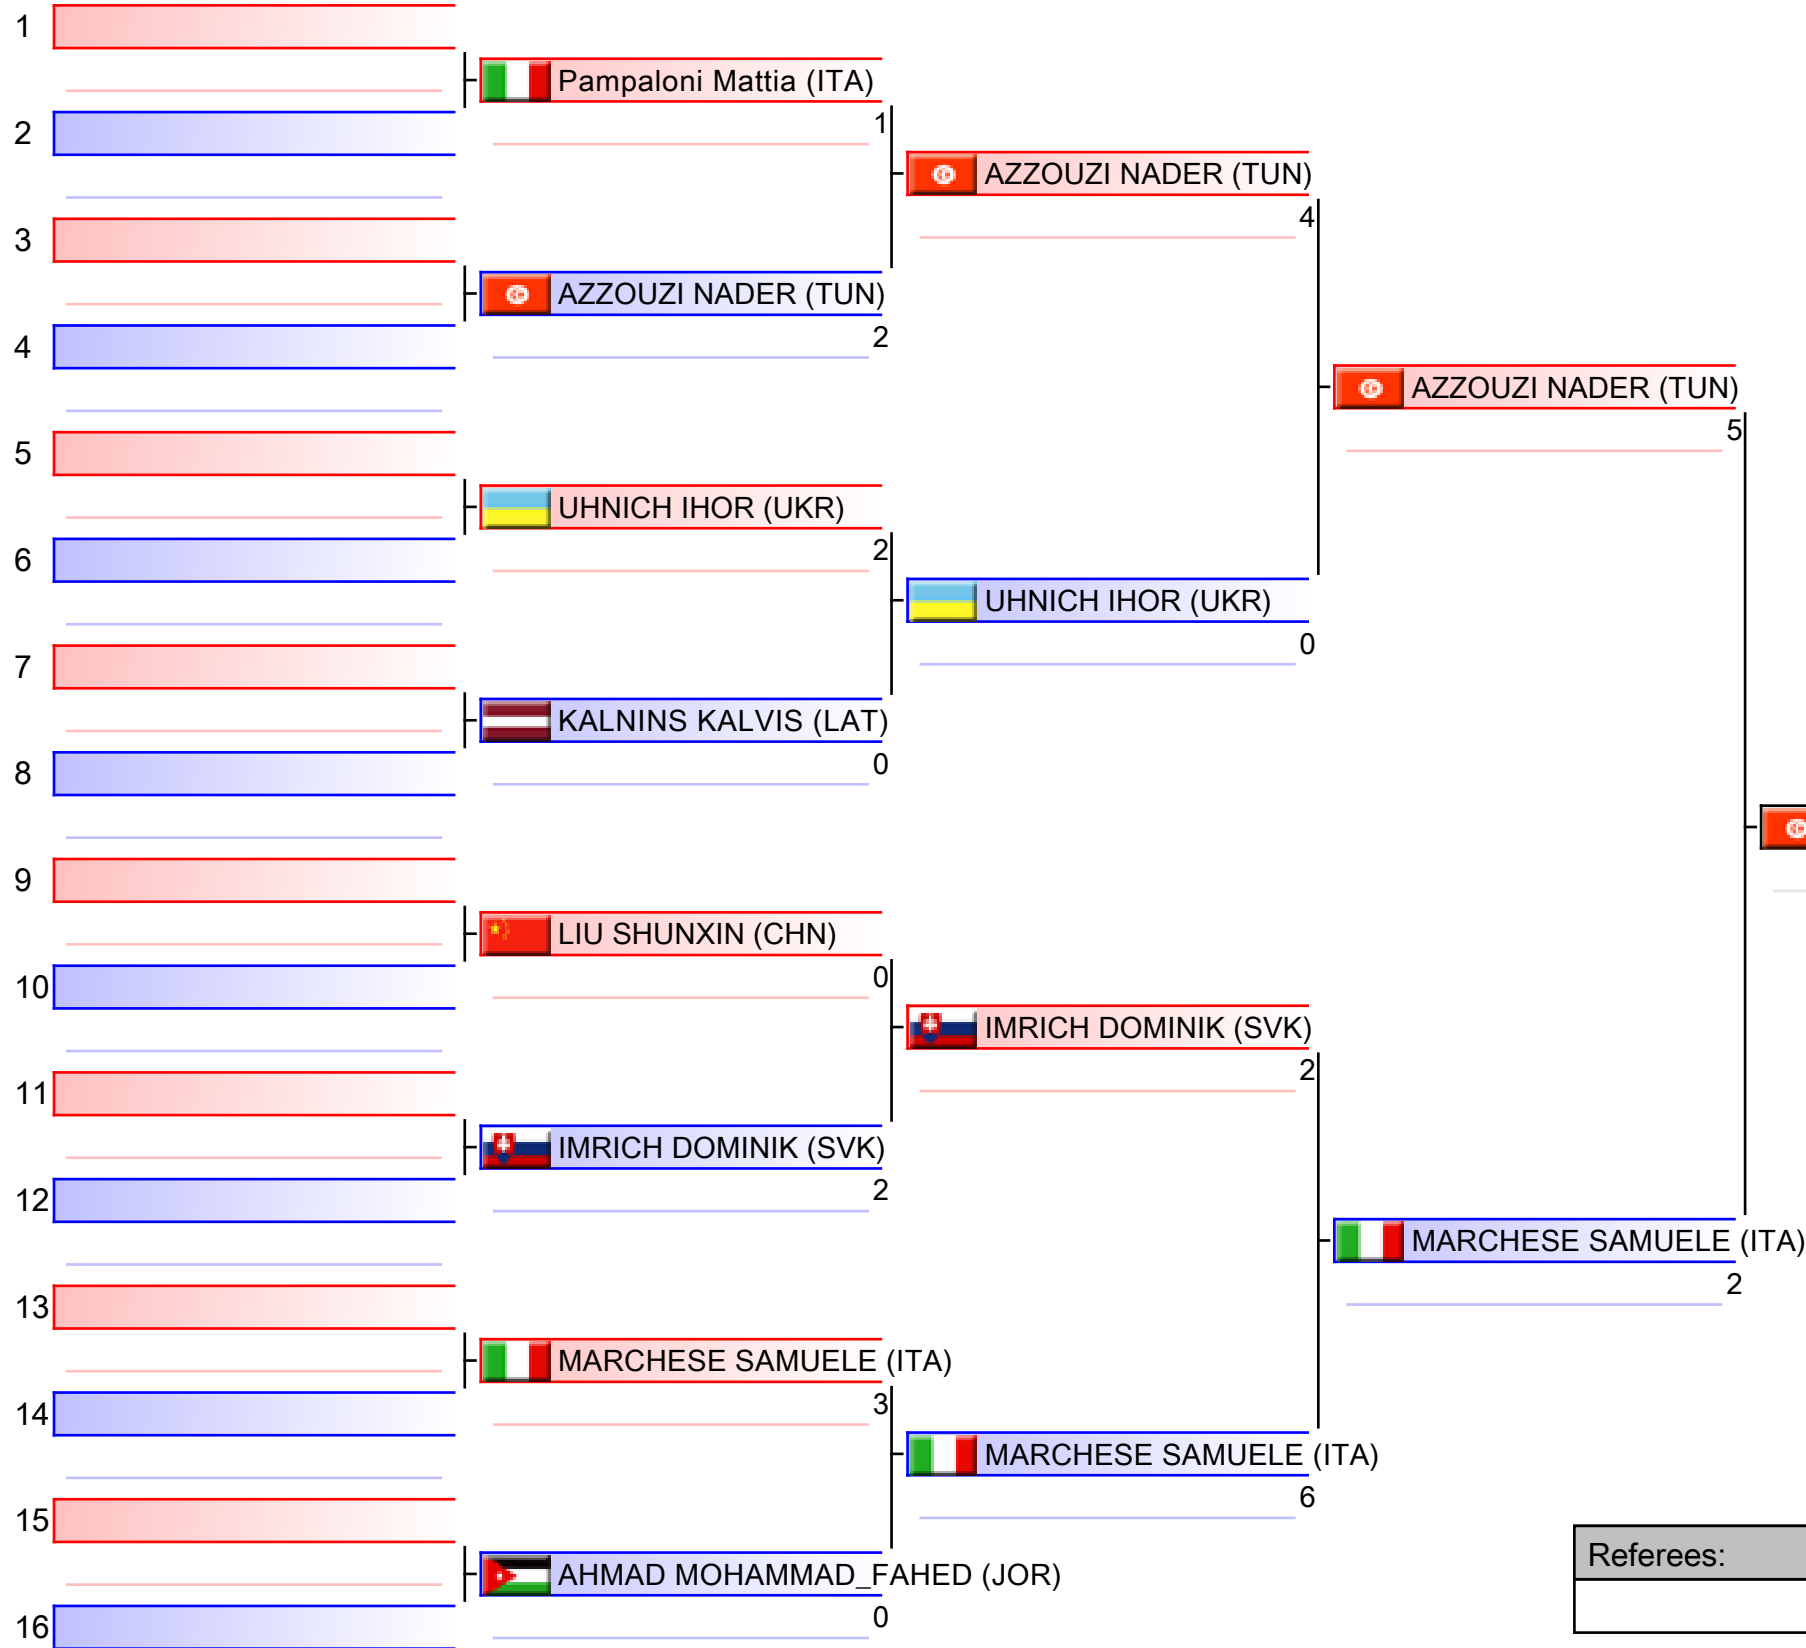 1
Pampaloni Mattia (ITA)
1
2
AZZOUZI NADER (TUN)
4
3
AZZOUZI NADER (TUN)
2
4
AZZOUZI NADER (TUN)
5
5
UHNICH IHOR (UKR)
2
6
UHNICH IHOR (UKR)
0
7
KALNINS KALVIS (LAT)
0
8
9
LIU SHUNXIN (CHN)
0
10
IMRICH DOMINIK (SVK)
2
11
IMRICH DOMINIK (SVK)
2
12
MARCHESE SAMUELE (ITA)
2
13
MARCHESE SAMUELE (ITA)
3
14
MARCHESE SAMUELE (ITA)
6
15
Referees:
AHMAD MOHAMMAD_FAHED (JOR)
0
16